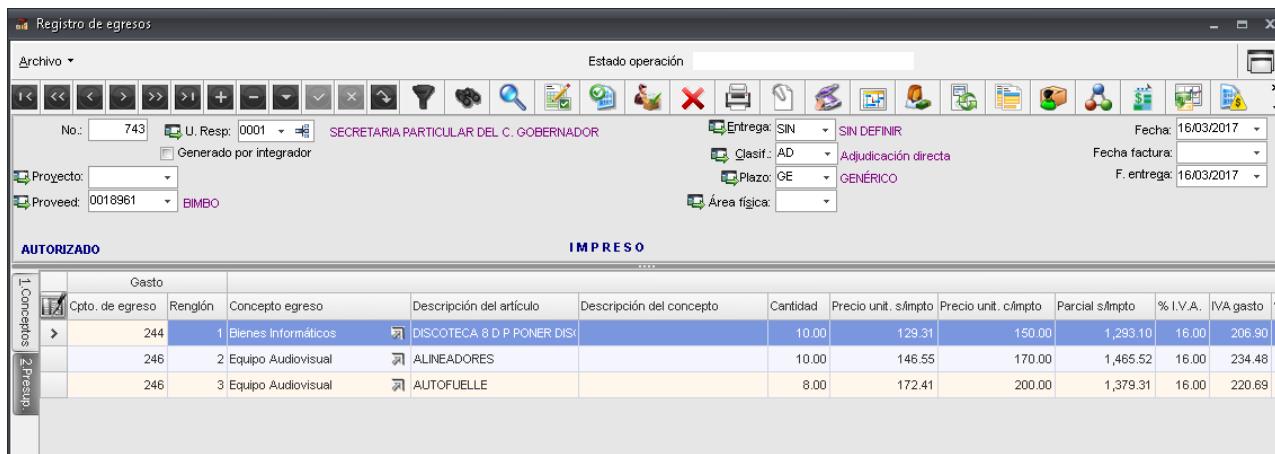 Registro de egresos
Archivo
Estado operación
No.: 743 U. Resp: 0001 SECRETARIA PARTICULAR DEL C. GOBERNADOR Entrega: SIN SIN DEFINIR Fecha: 16/03/2017
Generado por integrador Clasif.: AD Adjudicación directa Fecha factura:
Proyecto: Plazo: GE GENÉRICO F. entrega: 16/03/2017
Proveed: 0018961 BIMBO Área física:
AUTORIZADO IMPRESO
1.Conceptos
2.Presup.
Gasto
Cpto. de egreso Renglón Concepto egreso Descripción del artículo Descripción del concepto Cantidad Precio unit. s/impto Precio unit. c/impto Parcial s/Impto % I.V.A. IVA gasto
244 1 Bienes Informáticos DISCOTECA 8 D P PONER DISC 10.00 129.31 150.00 1,293.10 16.00 206.90
246 2 Equipo Audiovisual ALINEADORES 10.00 146.55 170.00 1,465.52 16.00 234.48
246 3 Equipo Audiovisual AUTOFUELLE 8.00 172.41 200.00 1,379.31 16.00 220.69